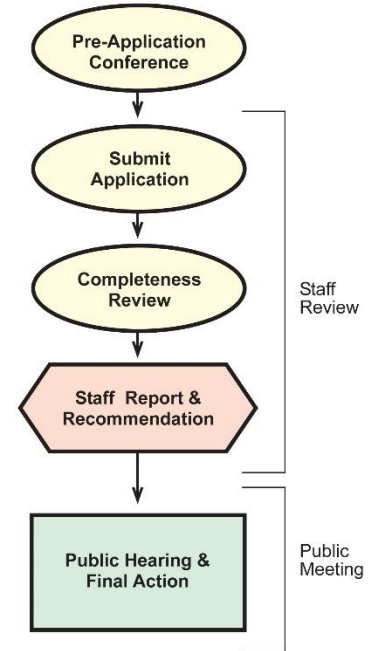 Pre-Application
Conference
Submit
Application
Completeness
Review
Staff Report &
Recommendation
Public Hearing &
Final Action
Staff
Review
Public
Meeting